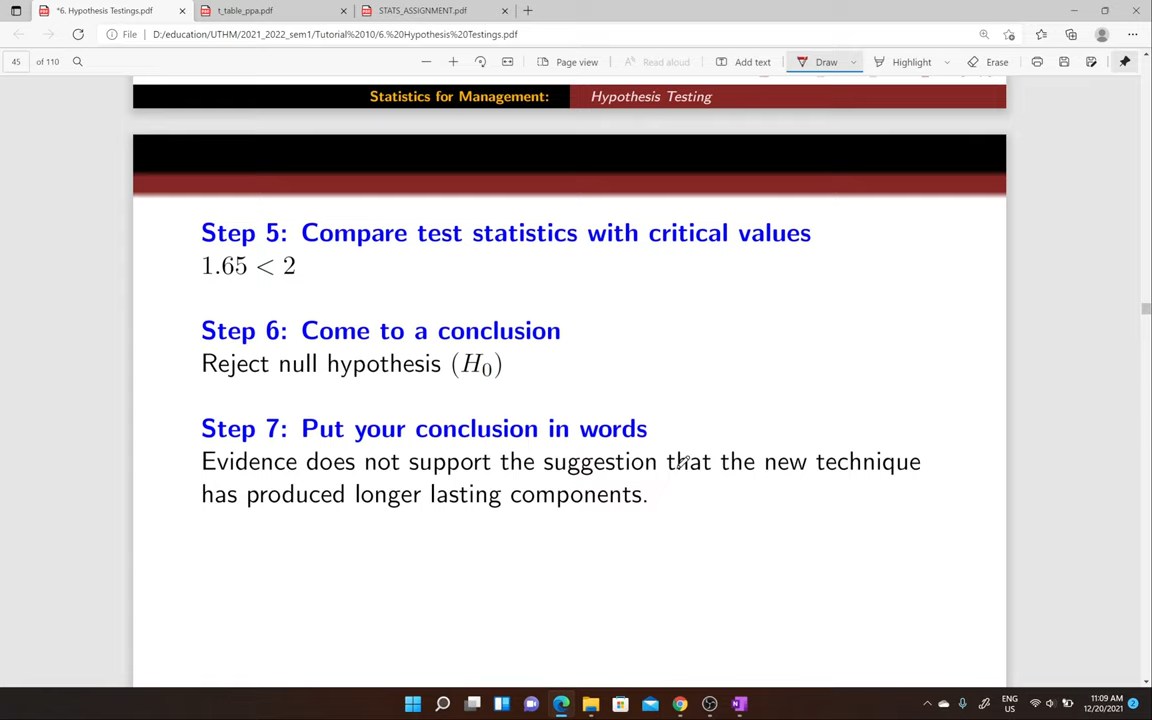 *6. Hypothesis Testings.pdf
t_table_ppa.pdf
STATS_ASSIGNMENT.pdf
File
D:/education/UTHM/2021_2022_sem1/Tutorial%2010/6.%20Hypothesis%20Testings.pdf
45 of 110
Page view
Read aloud
Add text
Draw
Highlight
Erase
Statistics for Management:
Hypothesis Testing
Step 5: Compare test statistics with critical values
1.65 < 2
Step 6: Come to a conclusion
Reject null hypothesis (H₀)
Step 7: Put your conclusion in words
Evidence does not support the suggestion that the new technique
has produced longer lasting components.
ENG
US
11:09 AM
12/20/2021
2